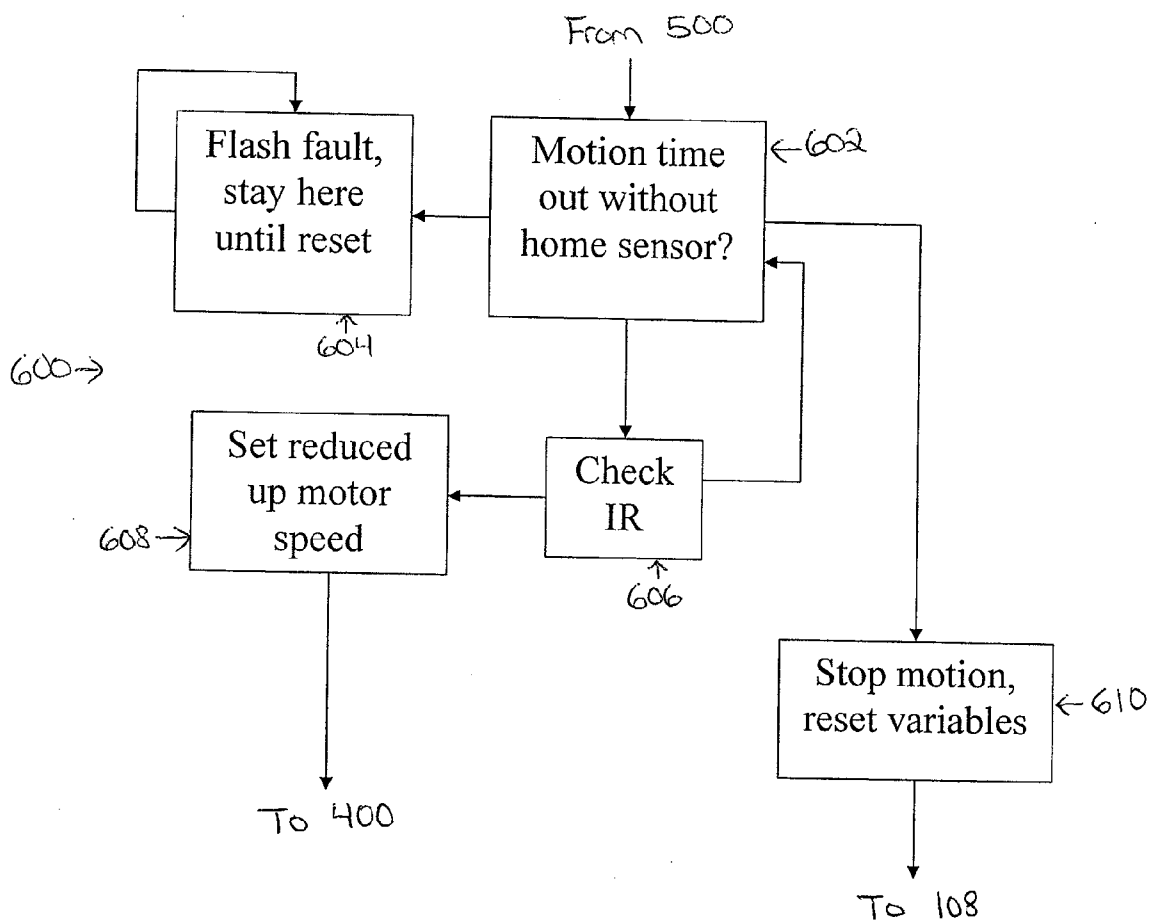 From 500
Flash fault,
stay here
until reset
Motion time
out without
home sensor?
←602
↑
604
600→
Set reduced
up motor
speed
Check
IR
608→
↑
606
Stop motion,
reset variables
←610
To 400
To 108